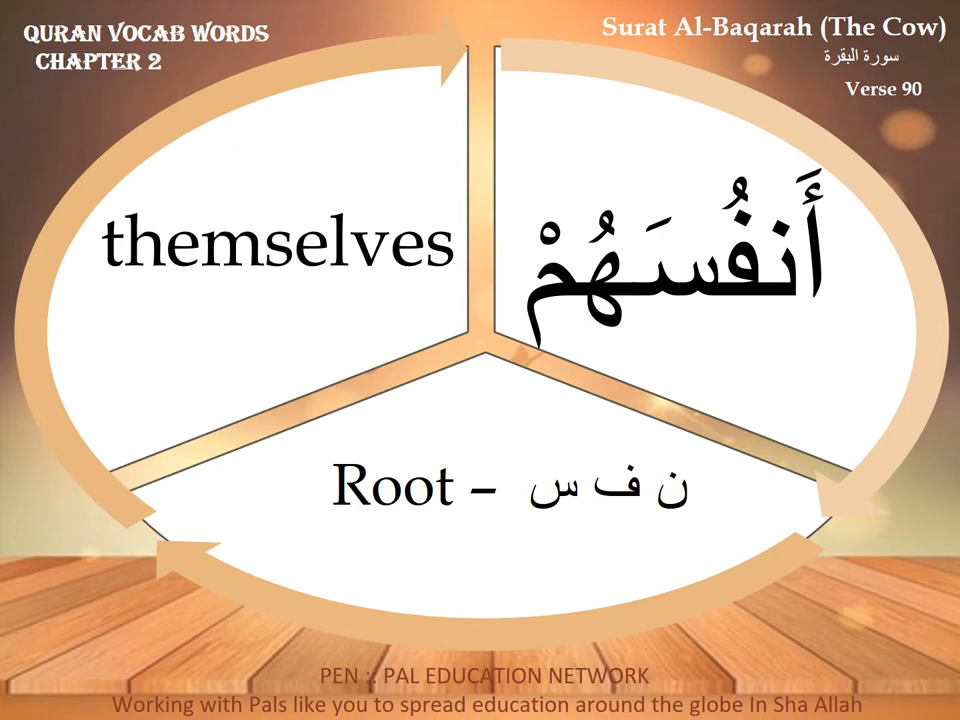 QURAN VOCAB WORDS
CHAPTER 2
Surat Al-Baqarah (The Cow)
سورة البقرة
Verse 90
themselves
أَنفُسَهُمْ
Root – ن ف س
PEN :: PAL EDUCATION NETWORK
Working with Pals like you to spread education around the globe In Sha Allah